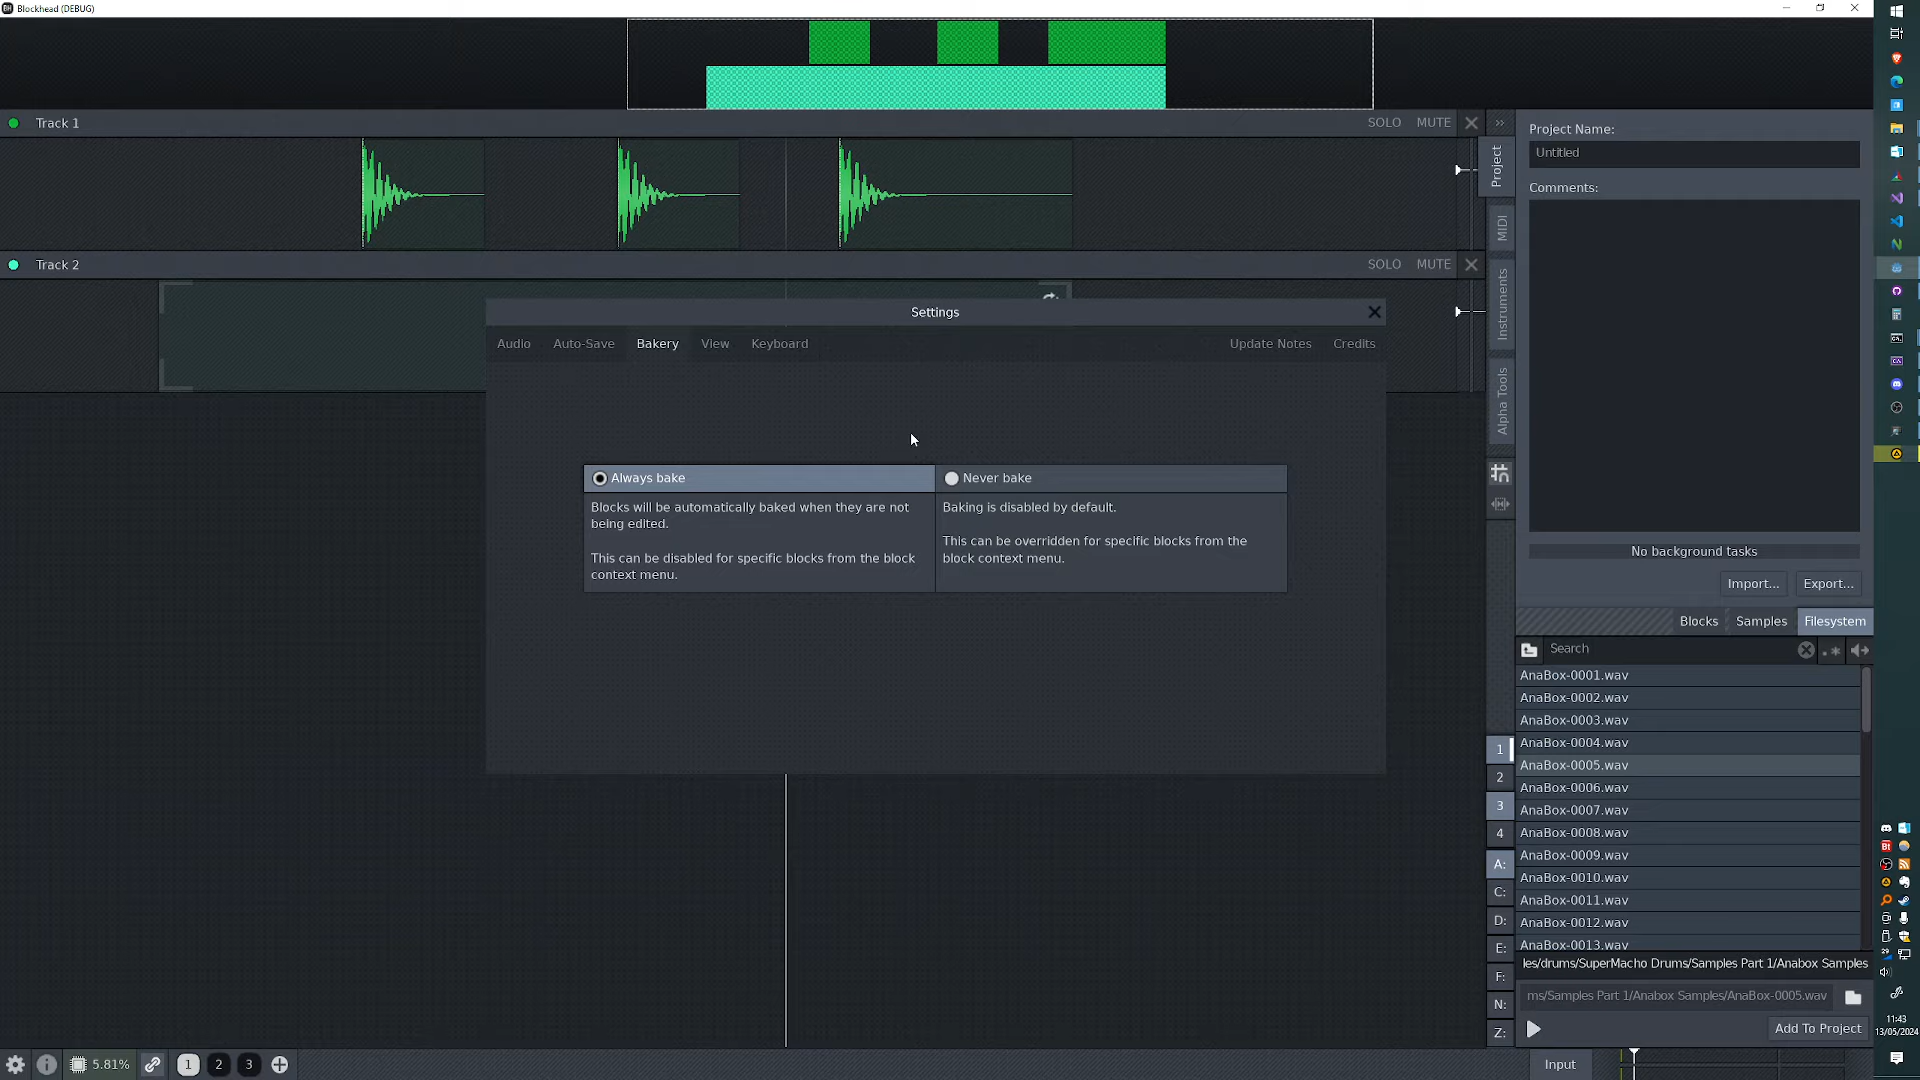 Blockhead (DEBUG)
Track 1
SOLO MUTE
Track 2
SOLO MUTE
Settings
Audio Auto-Save Bakery View Keyboard Update Notes Credits
Always bake
Blocks will be automatically baked when they are not
being edited.
This can be disabled for specific blocks from the block
context menu.
Never bake
Baking is disabled by default.
This can be overridden for specific blocks from the
block context menu.
Project
MIDI
Instruments
Alpha Tools
Project Name:
Untitled
Comments:
No background tasks
Import... Export...
Blocks Samples Filesystem
Search
AnaBox-0001.wav
AnaBox-0002.wav
AnaBox-0003.wav
AnaBox-0004.wav
AnaBox-0005.wav
AnaBox-0006.wav
AnaBox-0007.wav
AnaBox-0008.wav
AnaBox-0009.wav
AnaBox-0010.wav
AnaBox-0011.wav
AnaBox-0012.wav
AnaBox-0013.wav
1
2
3
4
A:
C:
D:
E:
F:
N:
Z:
les/drums/SuperMacho Drums/Samples Part 1/Anabox Samples
ms/Samples Part 1/Anabox Samples/AnaBox-0005.wav
Add To Project
5.81% 1 2 3
Input
11:43
13/05/2024